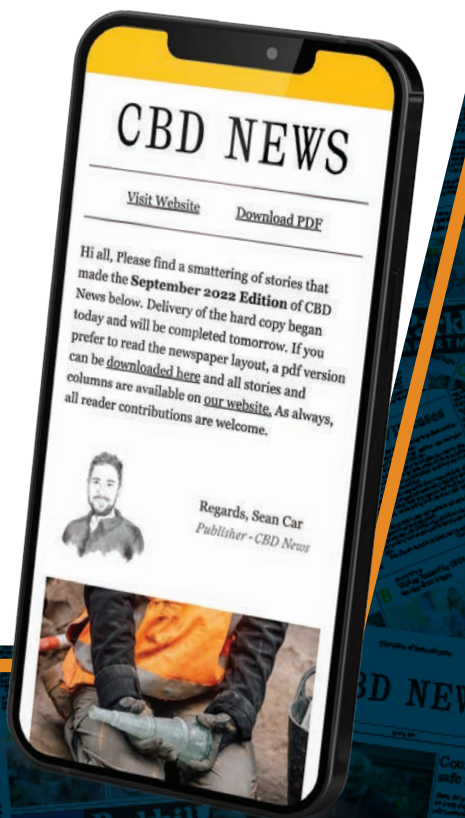 CBD NEWS
Visit Website Download PDF
Hi all, Please find a smattering of stories that
made the September 2022 Edition of CBD
News below. Delivery of the hard copy began
today and will be completed tomorrow. If you
prefer to read the newspaper layout, a pdf version
can be downloaded here and all stories and
columns are available on our website. As always,
all reader contributions are welcome.
Regards, Sean Car
Publisher - CBD News
BD NEW